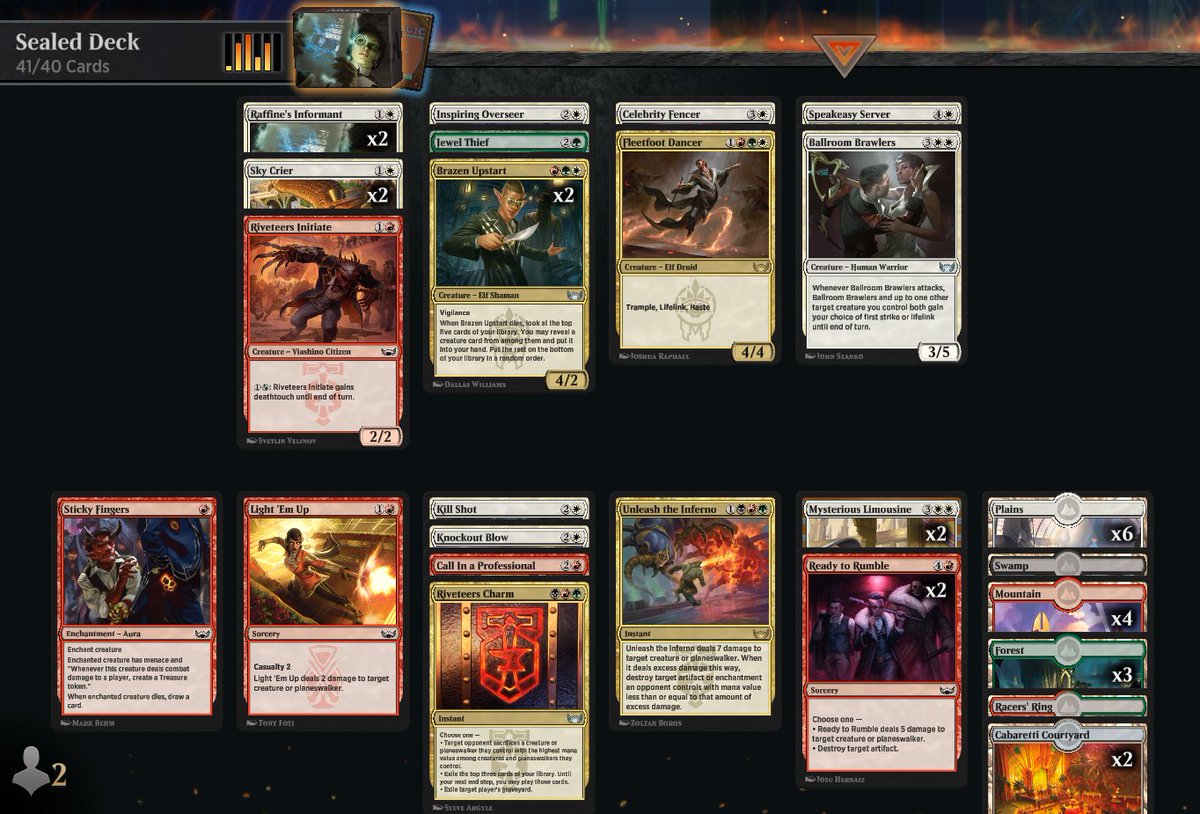 Sealed Deck
41/40 Cards
Raffine's Informant 1
x2
Sky Crier 1
x2
Riveteers Initiate 1
Creature – Viashino Citizen
1: Riveteers Initiate gains
deathtouch until end of turn.
Svetlin Velinov
2/2
Inspiring Overseer 2
Jewel Thief 2
Brazen Upstart
x2
Creature – Elf Shaman
Vigilance
When Brazen Upstart dies, look at the top
five cards of your library. You may reveal a
creature card from among them and put it
into your hand. Put the rest on the bottom
of your library in a random order.
Dallas Williams
4/2
Celebrity Fencer 3
Fleetfoot Dancer 1
Creature – Elf Druid
Trample, Lifelink, Haste
Joshua Raphael
4/4
Speakeasy Server 4
Ballroom Brawlers 3
Creature – Human Warrior
Whenever Ballroom Brawlers attacks,
Ballroom Brawlers and up to one other
target creature you control both gain
your choice of first strike or lifelink
until end of turn.
John Stanko
3/5
Sticky Fingers
Enchantment – Aura
Enchant creature
Enchanted creature has menace and
"Whenever this creature deals combat
damage to a player, create a Treasure
token."
When enchanted creature dies, draw a
card.
Mark Behm
Light 'Em Up 1
Sorcery
Casualty 2
Light 'Em Up deals 2 damage to target
creature or planeswalker.
Tony Foti
Kill Shot 2
Knockout Blow 2
Call In a Professional 2
Riveteers Charm
Instant
Choose one —
• Target opponent sacrifices a creature or
planeswalker they control with the highest mana
value among creatures and planeswalkers they
control.
• Exile the top three cards of your library. Until
your next end step, you may play those cards.
• Exile target player's graveyard.
Steve Argyle
Unleash the Inferno 1
Instant
Unleash the Inferno deals 7 damage to
target creature or planeswalker. When it
deals excess damage this way,
destroy target artifact or enchantment
an opponent controls with mana value
less than or equal to that amount of
excess damage.
Zoltan Boros
Mysterious Limousine 3
x2
Ready to Rumble 4
x2
Sorcery
Choose one —
• Ready to Rumble deals 5 damage to
target creature or planeswalker.
• Destroy target artifact.
Josu Hernaiz
Plains
x6
Swamp
Mountain
x4
Forest
x3
Racers' Ring
Cabaretti Courtyard
x2
2